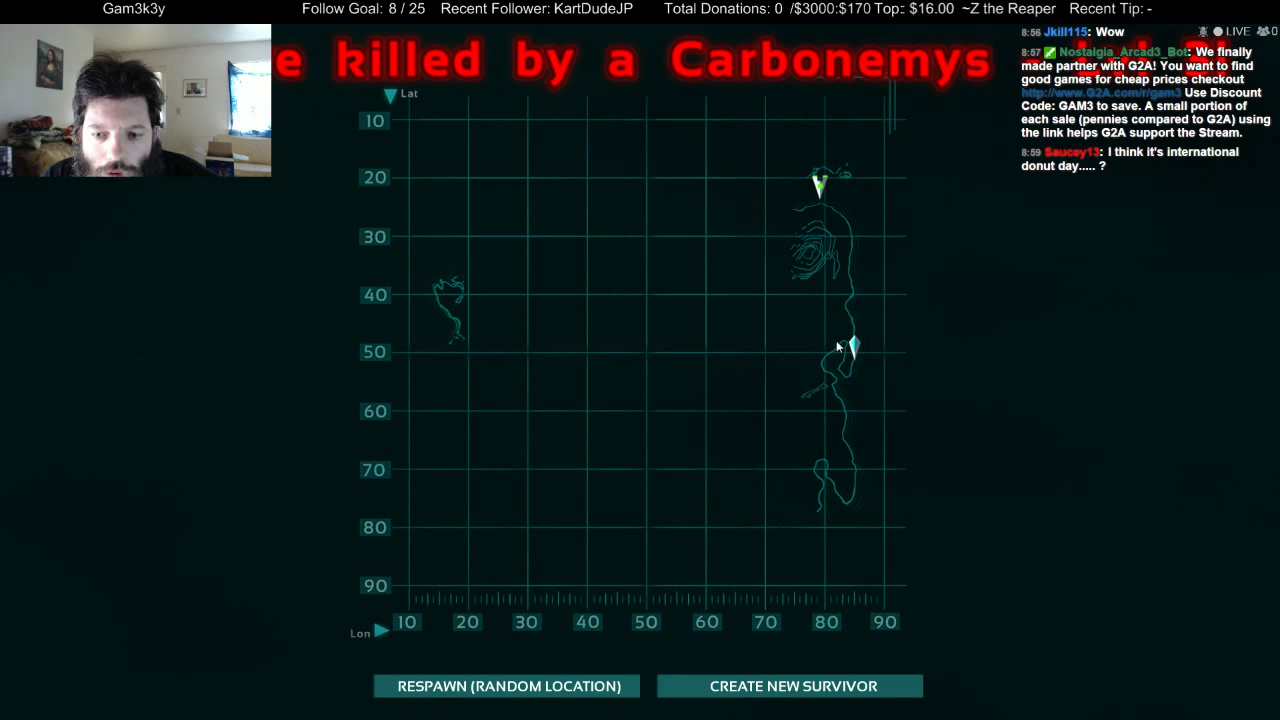 Gam3k3y
Follow Goal: 8 / 25 Recent Follower: KartDudeJP Total Donations: 0 /$3000:$170 Top: $16.00 ~Z the Reaper Recent Tip: -
e killed by a Carbonemys
8:56 Jkill115: Wow
LIVE 0
8:57 Nostalgia_Arcad3_Bot: We finally
made partner with G2A! You want to find
good games for cheap prices checkout
http://www.G2A.com/r/gam3 Use Discount
Code: GAM3 to save. A small portion of
each sale (pennies compared to G2A) using
the link helps G2A support the Stream.
8:59 Saucey13: I think it's international
donut day..... ?
Lat
10
20
30
40
50
60
70
80
90
Lon
10 20 30 40 50 60 70 80 90
RESPAWN (RANDOM LOCATION)
CREATE NEW SURVIVOR